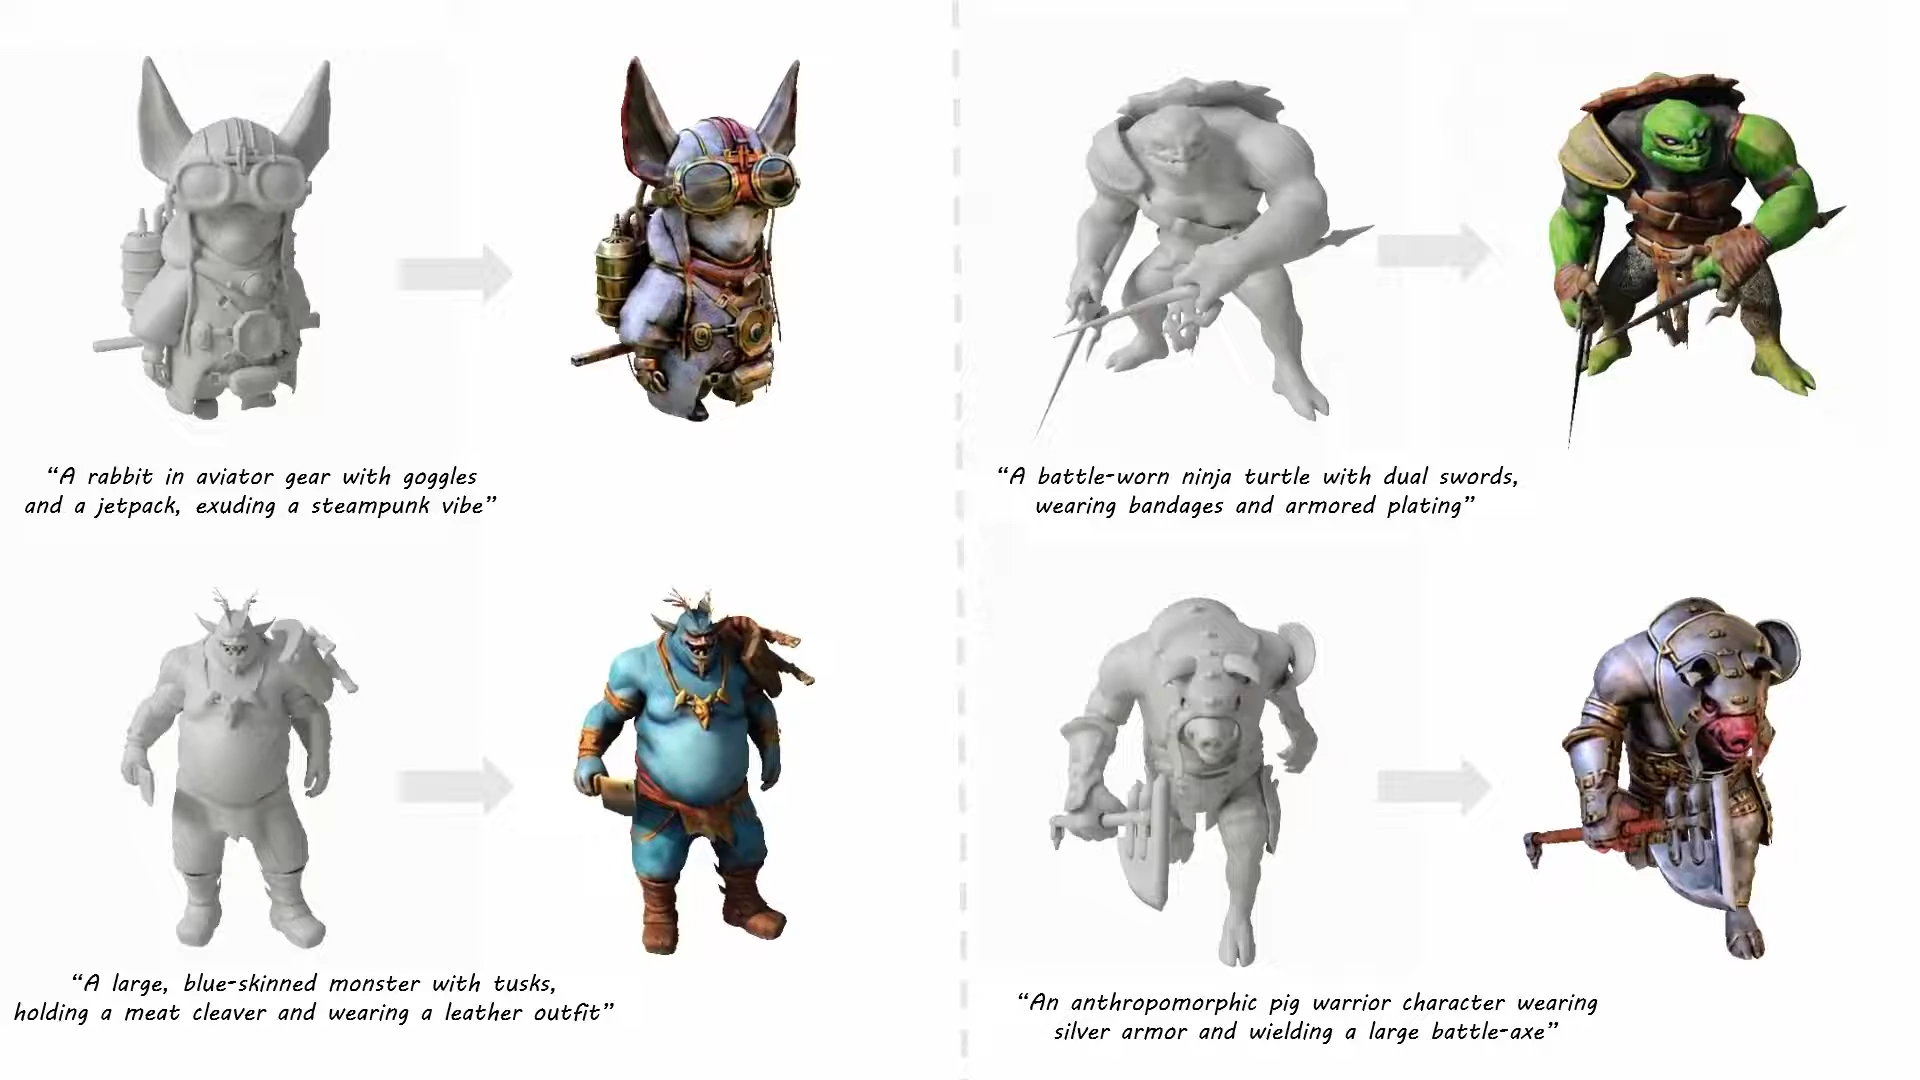 “A rabbit in aviator gear with goggles
and a jetpack, exuding a steampunk vibe”
“A battle-worn ninja turtle with dual swords,
wearing bandages and armored plating”
“A large, blue-skinned monster with tusks,
holding a meat cleaver and wearing a leather outfit”
“An anthropomorphic pig warrior character wearing
silver armor and wielding a large battle-axe”